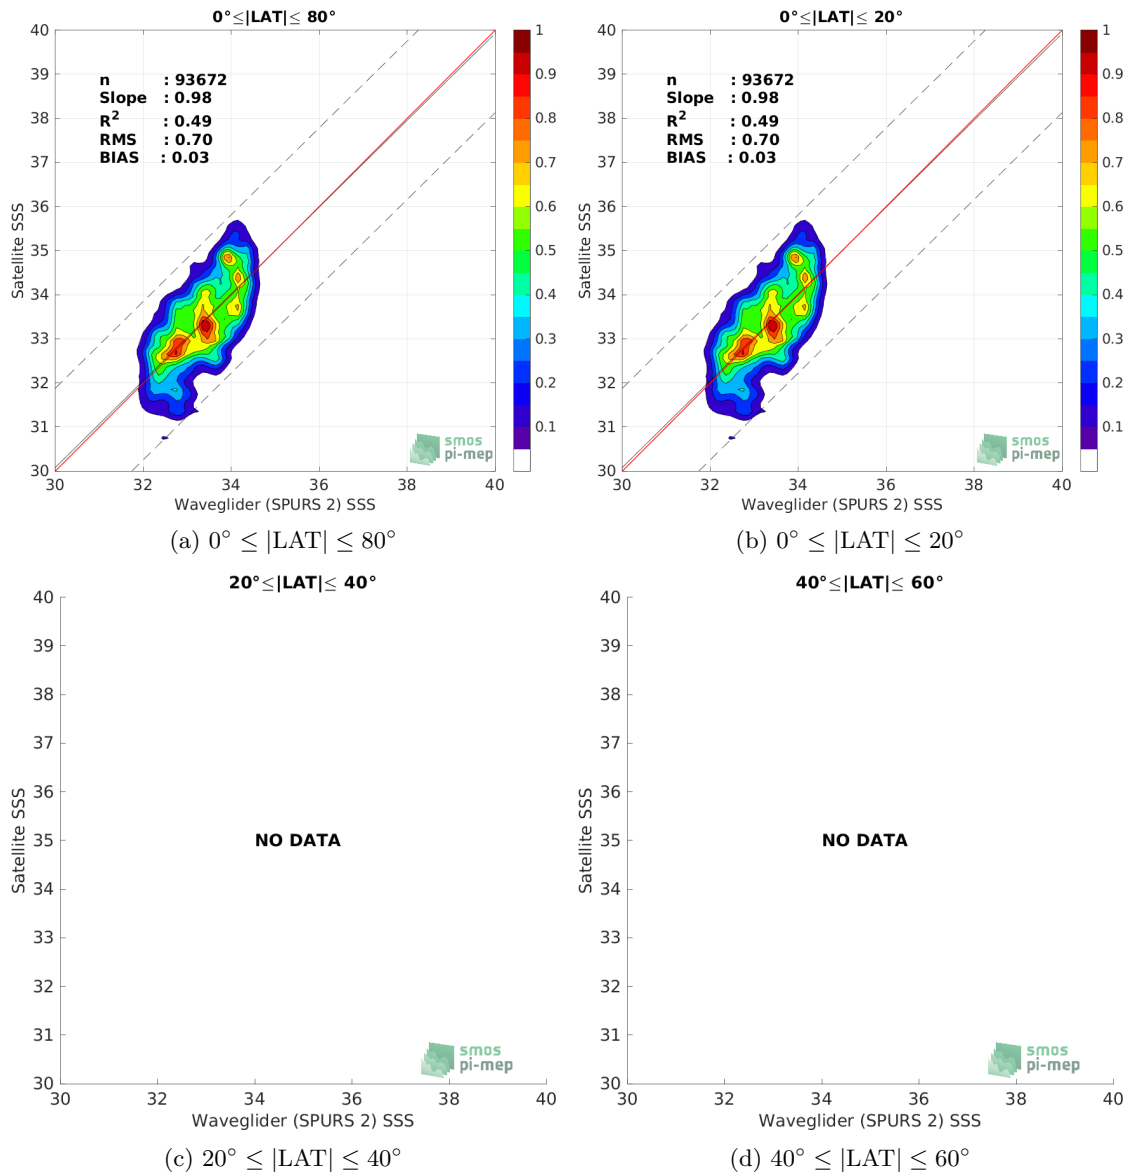 0°≤|LAT|≤ 80°
40
39
38
37
36
35
34
33
32
31
30
Satellite SSS
n : 93672
Slope : 0.98
R² : 0.49
RMS : 0.70
BIAS : 0.03
smos
pi-mep
30 32 34 36 38 40
Waveglider (SPURS 2) SSS
1
0.9
0.8
0.7
0.6
0.5
0.4
0.3
0.2
0.1
(a) 0° ≤ |LAT| ≤ 80°
0°≤|LAT|≤ 20°
40
39
38
37
36
35
34
33
32
31
30
Satellite SSS
n : 93672
Slope : 0.98
R² : 0.49
RMS : 0.70
BIAS : 0.03
smos
pi-mep
30 32 34 36 38 40
Waveglider (SPURS 2) SSS
1
0.9
0.8
0.7
0.6
0.5
0.4
0.3
0.2
0.1
(b) 0° ≤ |LAT| ≤ 20°
20°≤|LAT|≤ 40°
40
39
38
37
36
35
34
33
32
31
30
Satellite SSS
NO DATA
smos
pi-mep
30 32 34 36 38 40
Waveglider (SPURS 2) SSS
(c) 20° ≤ |LAT| ≤ 40°
40°≤|LAT|≤ 60°
40
39
38
37
36
35
34
33
32
31
30
Satellite SSS
NO DATA
smos
pi-mep
30 32 34 36 38 40
Waveglider (SPURS 2) SSS
(d) 40° ≤ |LAT| ≤ 60°